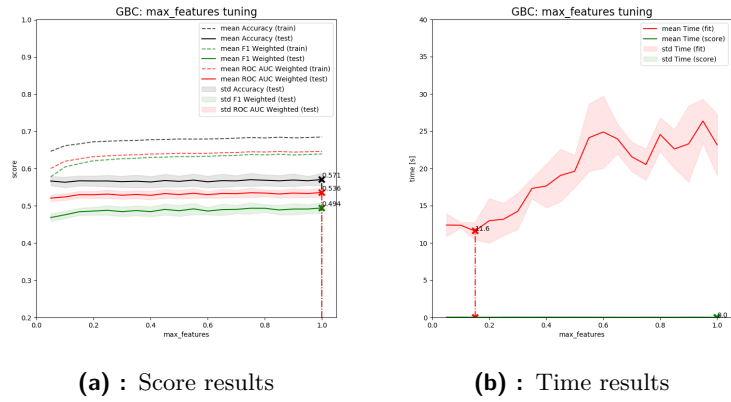 GBC: max_features tuning
1.0
0.9
0.8
0.7
0.6
0.5
0.4
0.3
0.2
score
0.0
0.2
0.4
0.6
0.8
1.0
max_features
mean Accuracy (train)
mean Accuracy (test)
mean F1 Weighted (train)
mean F1 Weighted (test)
mean ROC AUC Weighted (train)
mean ROC AUC Weighted (test)
std Accuracy (test)
std F1 Weighted (test)
std ROC AUC Weighted (test)
0.571
0.536
0.494
(a) : Score results
GBC: max_features tuning
40
35
30
25
20
15
10
5
0
time [s]
0.0
0.2
0.4
0.6
0.8
1.0
max_features
mean Time (fit)
mean Time (score)
std Time (fit)
std Time (score)
11.6
0.0
(b) : Time results